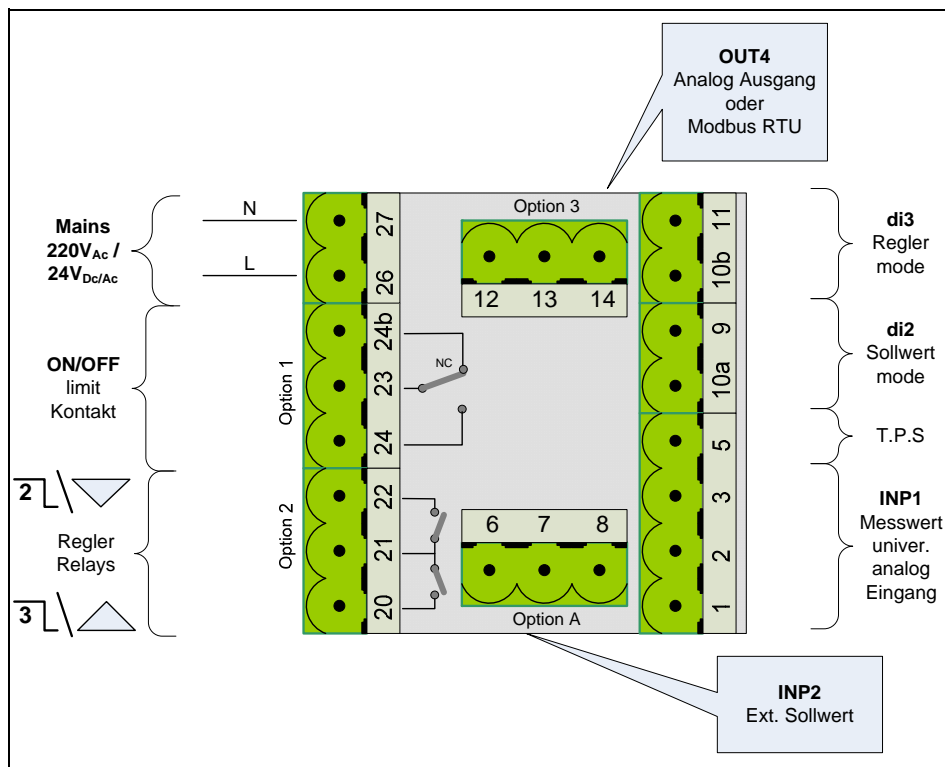 OUT4
Analog Ausgang
oder
Modbus RTU
Mains
220VAc /
24VDc/Ac
N
L
ON/OFF
limit
Kontakt
2
Regler
Relays
3
Option 1
Option 2
27
26
24b
23
24
22
21
20
NC
Option 3
12 13 14
6 7 8
Option A
11
10b
9
10a
5
3
2
1
di3
Regler
mode
di2
Sollwert
mode
T.P.S
INP1
Messwert
univer.
analog
Eingang
INP2
Ext. Sollwert